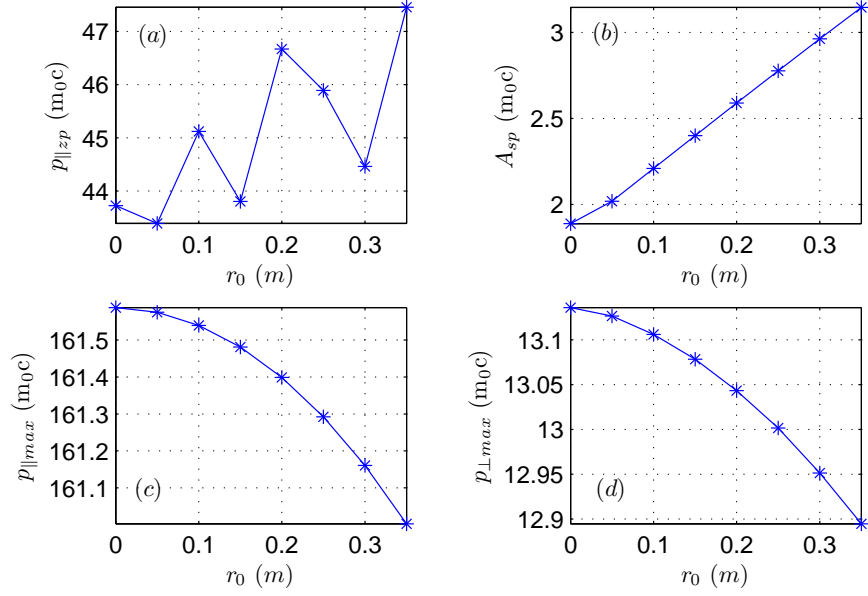 47
46
45
44
(a)
p∥zp (m₀c)
0 0.1 0.2 0.3
r₀ (m)
3
2.5
2
(b)
Aₛₚ (m₀c)
0 0.1 0.2 0.3
r₀ (m)
161.5
161.4
161.3
161.2
161.1
(c)
p∥max (m₀c)
0 0.1 0.2 0.3
r₀ (m)
13.1
13.05
13
12.95
12.9
(d)
p⊥max (m₀c)
0 0.1 0.2 0.3
r₀ (m)